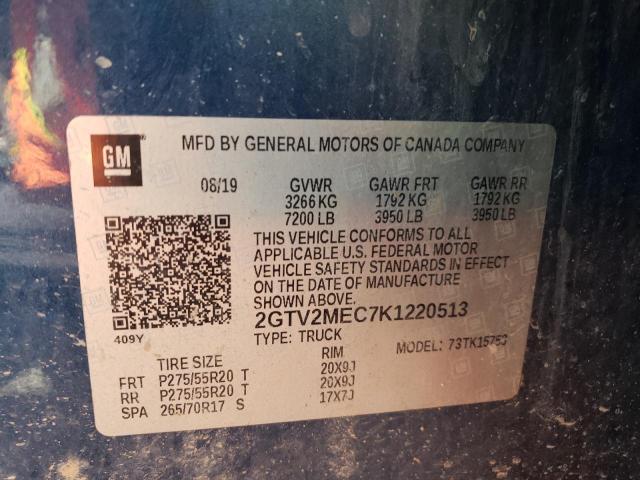 GM
MFD BY GENERAL MOTORS OF CANADA COMPANY
08/19 GVWR GAWR FRT GAWR RR
3266 KG 1792 KG 1792 KG
7200 LB 3950 LB 3950 LB
THIS VEHICLE CONFORMS TO ALL
APPLICABLE U.S. FEDERAL MOTOR
VEHICLE SAFETY STANDARDS IN EFFECT
ON THE DATE OF MANUFACTURE
SHOWN ABOVE.
2GTV2MEC7K1220513
409Y TYPE: TRUCK MODEL: 73TK15753
TIRE SIZE RIM
FRT P275/55R20 T 20X9J
RR P275/55R20 T 20X9J
SPA 265/70R17 S 17X7J